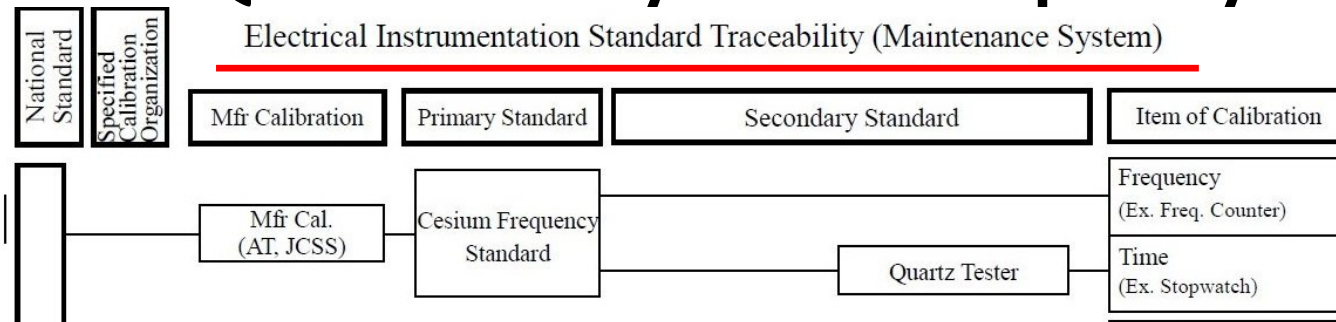 Electrical Instrumentation Standard Traceability (Maintenance System)
National
Standard
Specified
Calibration
Organization
Mfr Calibration
Primary Standard
Secondary Standard
Item of Calibration
Mfr Cal.
(AT, JCSS)
Cesium Frequency
Standard
Quartz Tester
Frequency
(Ex. Freq. Counter)
Time
(Ex. Stopwatch)